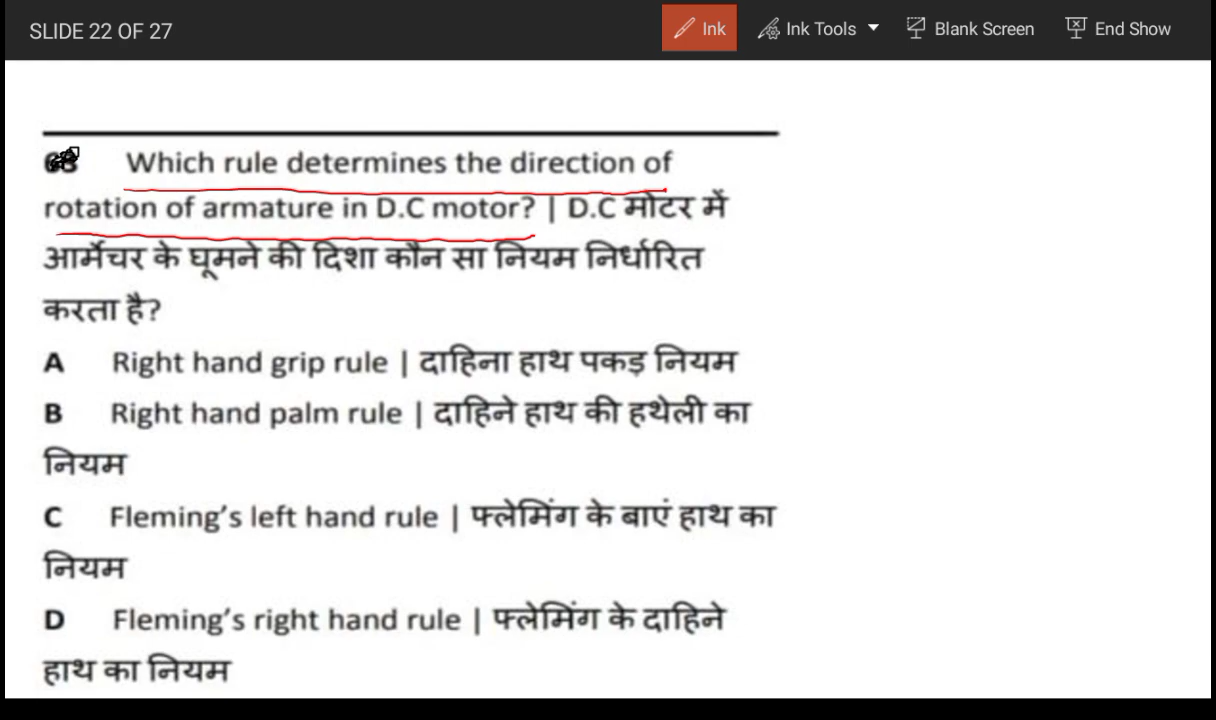 SLIDE 22 OF 27
Ink
Ink Tools
Blank Screen
End Show
Which rule determines the direction of
rotation of armature in D.C motor? | D.C मोटर में
आर्मेचर के घूमने की दिशा कौन सा नियम निर्धारित
करता है?
A Right hand grip rule | दाहिना हाथ पकड़ नियम
B Right hand palm rule | दाहिने हाथ की हथेली का
नियम
C Fleming's left hand rule | फ्लेमिंग के बाएं हाथ का
नियम
D Fleming's right hand rule | फ्लेमिंग के दाहिने
हाथ का नियम